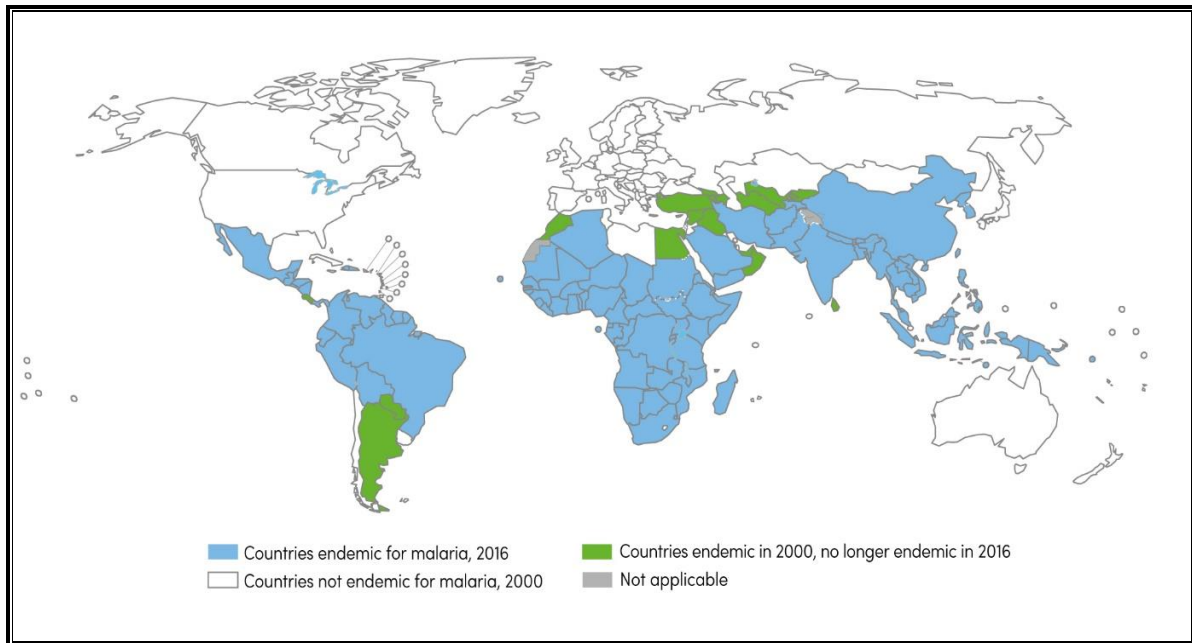 Countries endemic for malaria, 2016
Countries not endemic for malaria, 2000
Countries endemic in 2000, no longer endemic in 2016
Not applicable